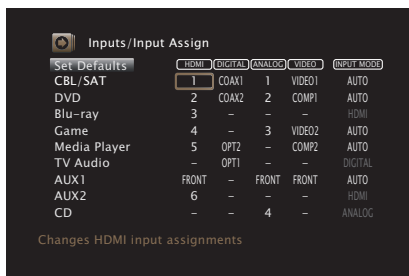 Inputs/Input Assign
Set Defaults HDMI DIGITAL ANALOG VIDEO INPUT MODE
CBL/SAT 1 COAX1 1 VIDEO1 AUTO
DVD 2 COAX2 2 COMP1 AUTO
Blu-ray 3 – – – HDMI
Game 4 – 3 VIDEO2 AUTO
Media Player 5 OPT2 – COMP2 AUTO
TV Audio – OPT1 – – DIGITAL
AUX1 FRONT – FRONT FRONT AUTO
AUX2 6 – – – HDMI
CD – – 4 – ANALOG
Changes HDMI input assignments